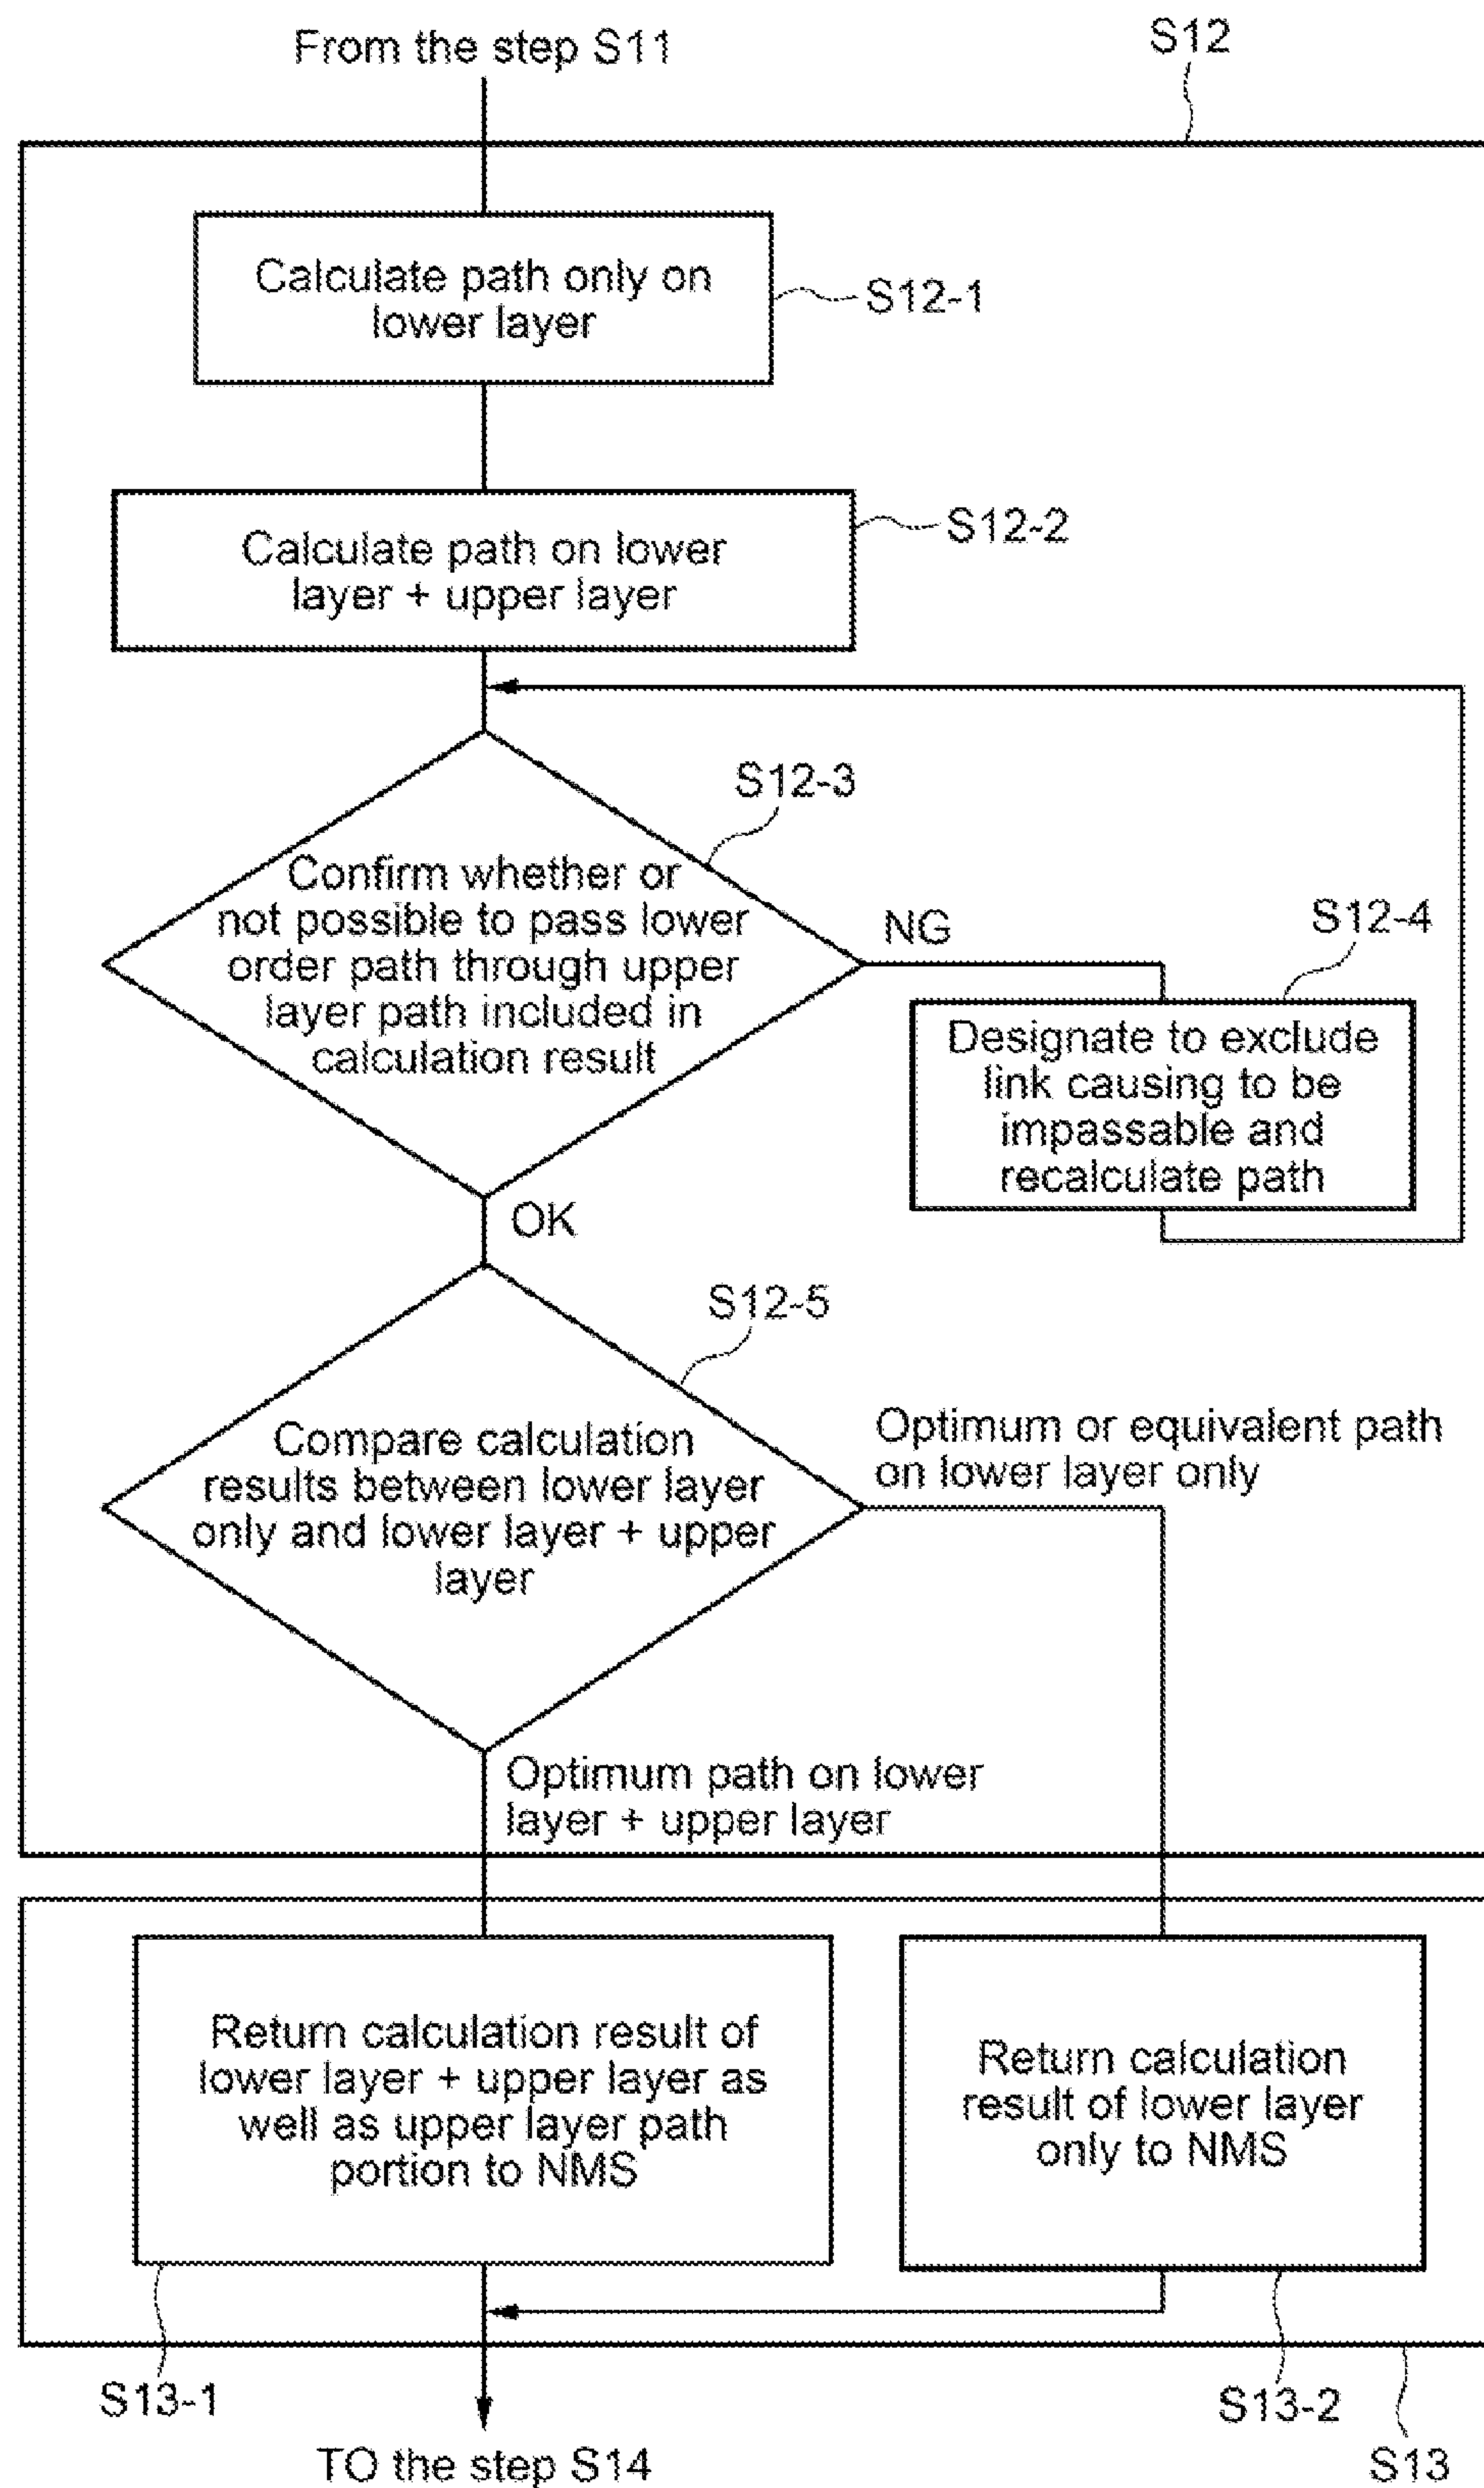 From the step S11
S12
Calculate path only on
lower layer
S12-1
Calculate path on lower
layer + upper layer
S12-2
S12-3
Confirm whether or
not possible to pass lower
order path through upper
layer path included in
calculation result
NG
S12-4
Designate to exclude
link causing to be
impassable and
recalculate path
OK
S12-5
Compare calculation
results between lower layer
only and lower layer + upper
layer
Optimum or equivalent path
on lower layer only
Optimum path on lower
layer + upper layer
Return calculation result of
lower layer + upper layer as
well as upper layer path
portion to NMS
Return calculation
result of lower layer
only to NMS
S13-1
S13-2
S13
TO the step S14